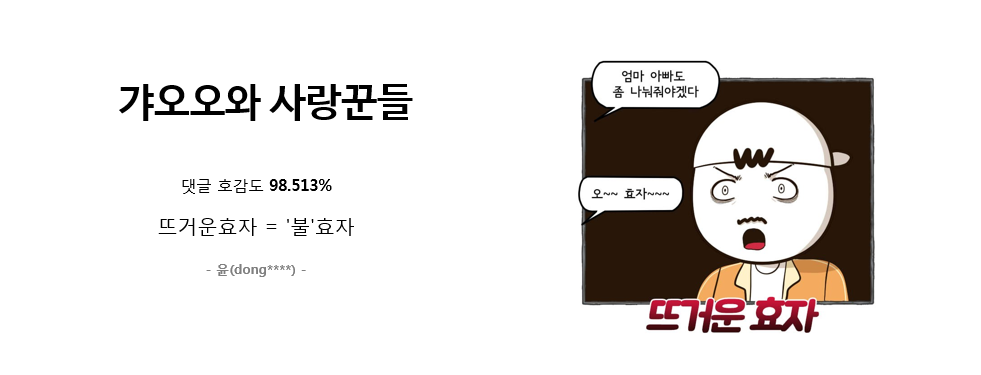 갸오오와 사랑꾼들
댓글 호감도 98.513%
뜨거운효자 = '불'효자
- 윤(dong****) -
엄마 아빠도
좀 나눠줘야겠다
오~~ 효자~~~
W
뜨거운 효자